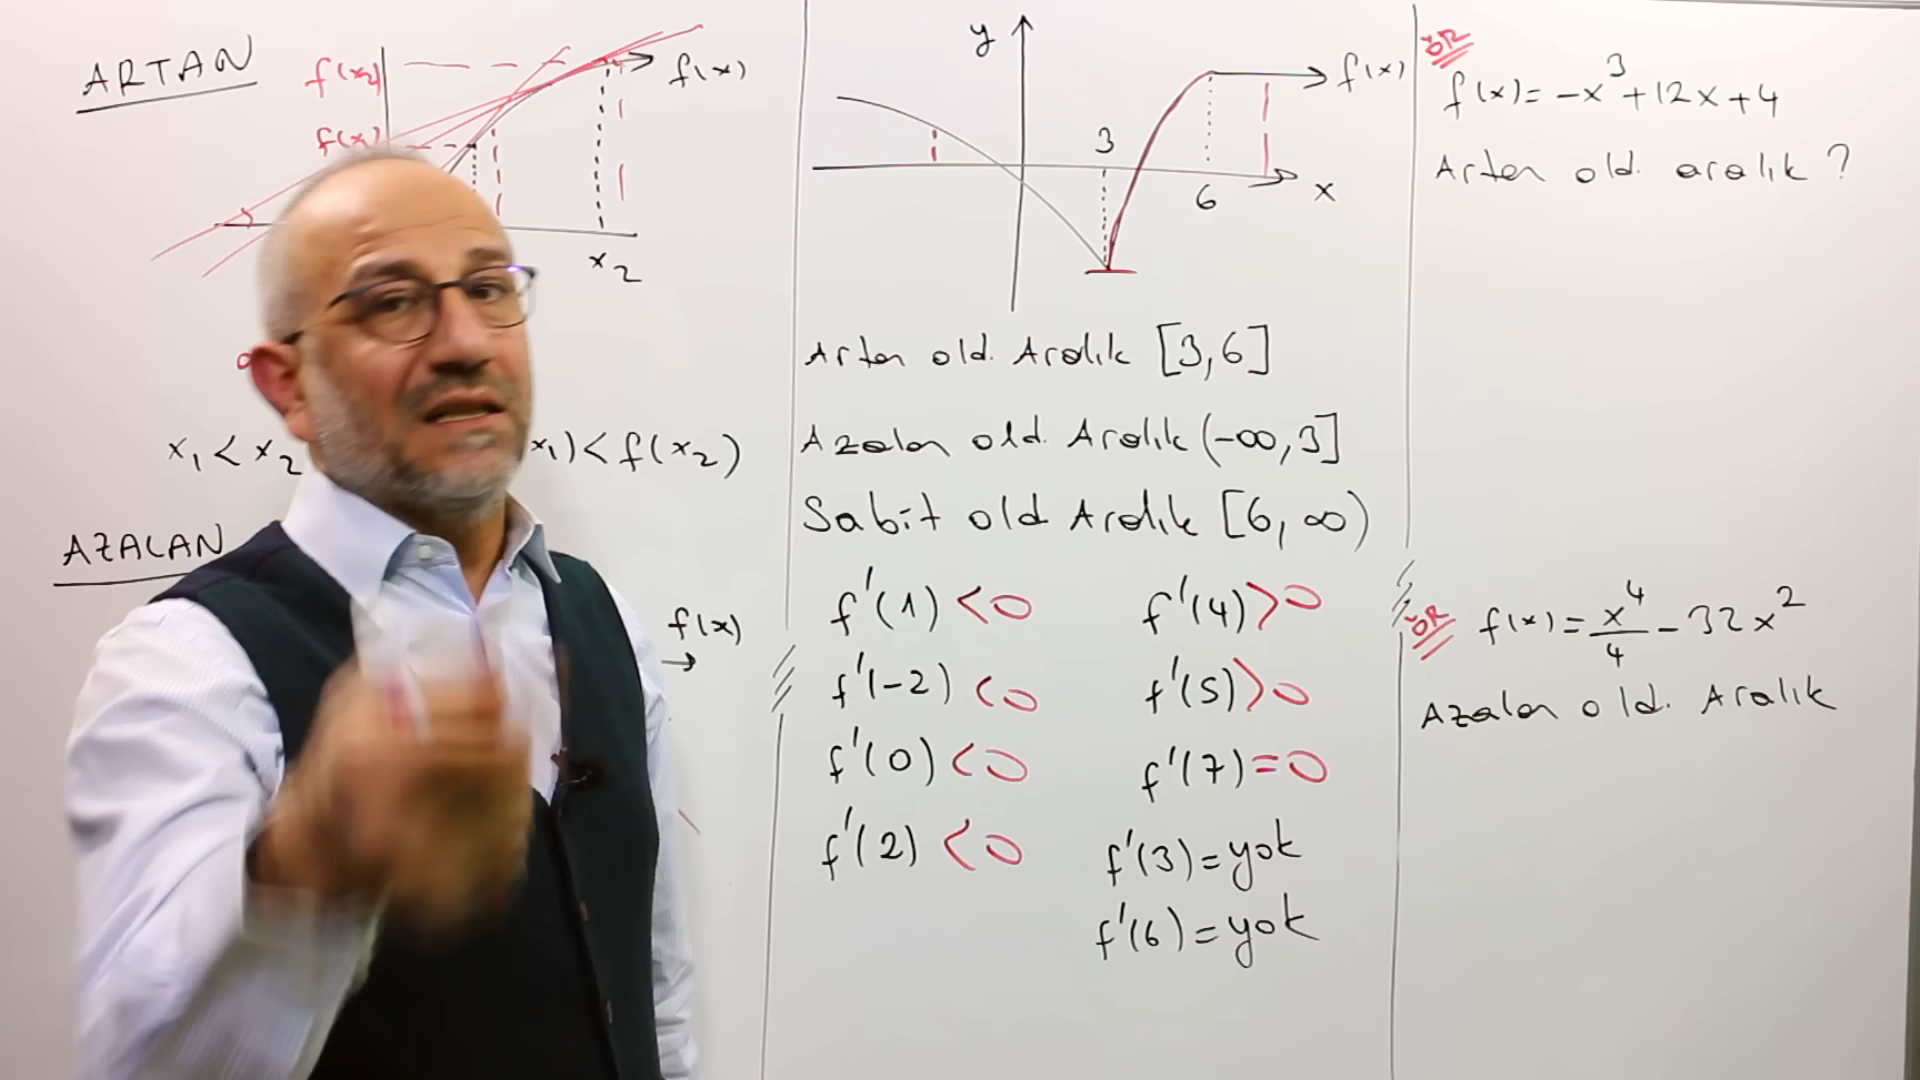 ARTAN
f(x₂)
f(x)
x₂
x₁ < x₂
x₁) < f(x₂)
AZALAN
f(x)
y
f(x)
3
6
x
Artan old. Aralık [3,6]
Azalan old. Aralık (-∞,3]
Sabit old Aralık [6,∞)
f'(1) <0
f'(4)>0
f'(-2) <0
f'(5)>0
f'(0) <0
f'(7)=0
f'(2) <0
f'(3)=yok
f'(6)=yok
ÖR
f(x)= -x³+12x+4
Artan old. aralık ?
ÖR f(x)= x⁴/4 - 32x²
Azalan old. Aralık